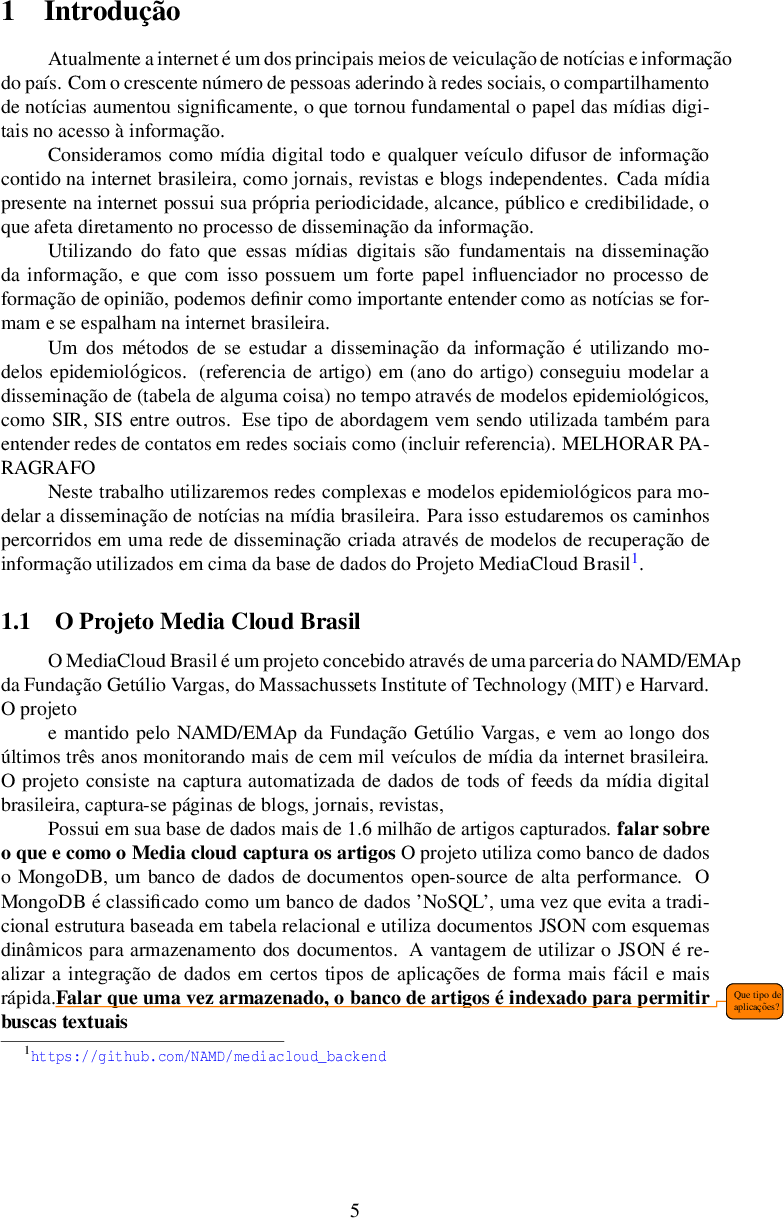 1 Introdução
Atualmente a internet é um dos principais meios de veiculação de notícias e informação
do país. Com o crescente número de pessoas aderindo à redes sociais, o compartilhamento
de notícias aumentou significamente, o que tornou fundamental o papel das mídias digi-
tais no acesso à informação.
Consideramos como mídia digital todo e qualquer veículo difusor de informação
contido na internet brasileira, como jornais, revistas e blogs independentes. Cada mídia
presente na internet possui sua própria periodicidade, alcance, público e credibilidade, o
que afeta diretamento no processo de disseminação da informação.
Utilizando do fato que essas mídias digitais são fundamentais na disseminação
da informação, e que com isso possuem um forte papel influenciador no processo de
formação de opinião, podemos definir como importante entender como as notícias se for-
mam e se espalham na internet brasileira.
Um dos métodos de se estudar a disseminação da informação é utilizando mo-
delos epidemiológicos. (referencia de artigo) em (ano do artigo) conseguiu modelar a
disseminação de (tabela de alguma coisa) no tempo através de modelos epidemiológicos,
como SIR, SIS entre outros. Ese tipo de abordagem vem sendo utilizada também para
entender redes de contatos em redes sociais como (incluir referencia). MELHORAR PA-
RAGRAFO
Neste trabalho utilizaremos redes complexas e modelos epidemiológicos para mo-
delar a disseminação de notícias na mídia brasileira. Para isso estudaremos os caminhos
percorridos em uma rede de disseminação criada através de modelos de recuperação de
informação utilizados em cima da base de dados do Projeto MediaCloud Brasil1.
1.1 O Projeto Media Cloud Brasil
O MediaCloud Brasil é um projeto concebido através de uma parceria do NAMD/EMAp
da Fundação Getúlio Vargas, do Massachussets Institute of Technology (MIT) e Harvard.
O projeto
e mantido pelo NAMD/EMAp da Fundação Getúlio Vargas, e vem ao longo dos
últimos três anos monitorando mais de cem mil veículos de mídia da internet brasileira.
O projeto consiste na captura automatizada de dados de tods of feeds da mídia digital
brasileira, captura-se páginas de blogs, jornais, revistas,
Possui em sua base de dados mais de 1.6 milhão de artigos capturados. falar sobre
o que e como o Media cloud captura os artigos O projeto utiliza como banco de dados
o MongoDB, um banco de dados de documentos open-source de alta performance. O
MongoDB é classificado como um banco de dados ’NoSQL’, uma vez que evita a tradi-
cional estrutura baseada em tabela relacional e utiliza documentos JSON com esquemas
dinâmicos para armazenamento dos documentos. A vantagem de utilizar o JSON é re-
alizar a integração de dados em certos tipos de aplicações de forma mais fácil e mais
rápida.Falar que uma vez armazenado, o banco de artigos é indexado para permitir
buscas textuais
Que tipo de
aplicações?
1https://github.com/NAMD/mediacloud_backend
5